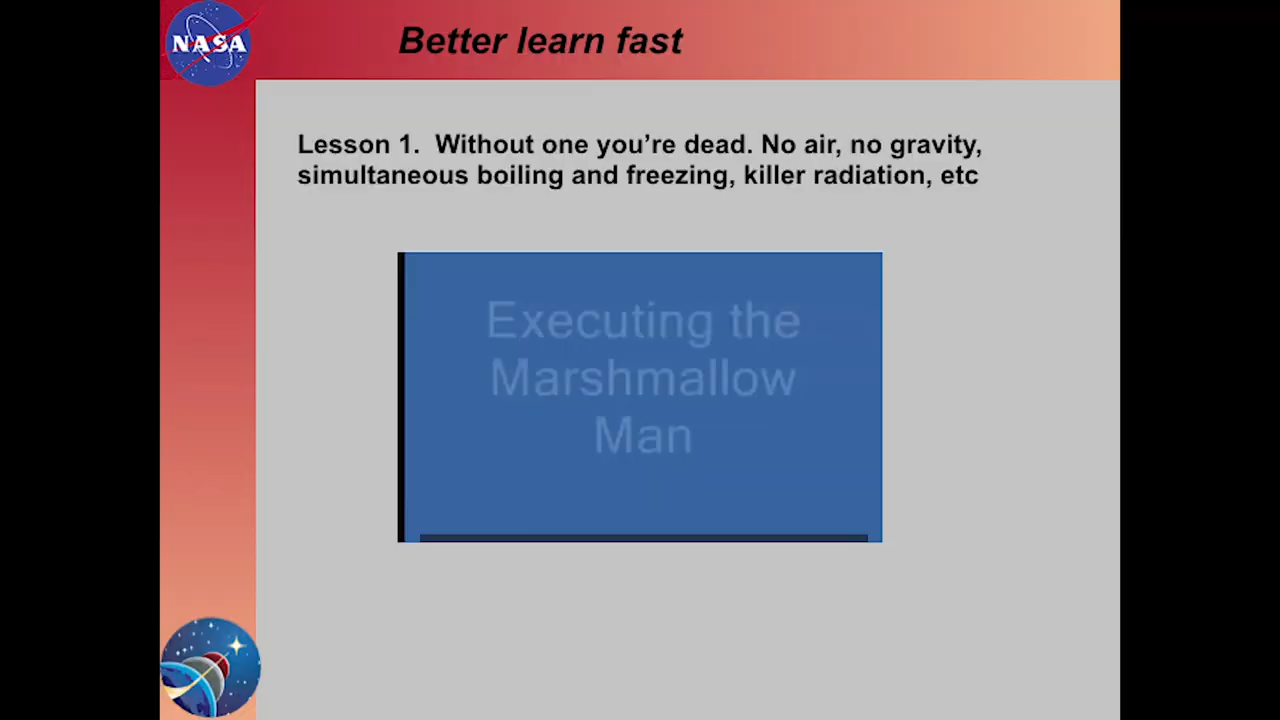 NASA
Better learn fast
Lesson 1.  Without one you’re dead. No air, no gravity,
simultaneous boiling and freezing, killer radiation, etc
Executing the
Marshmallow
Man